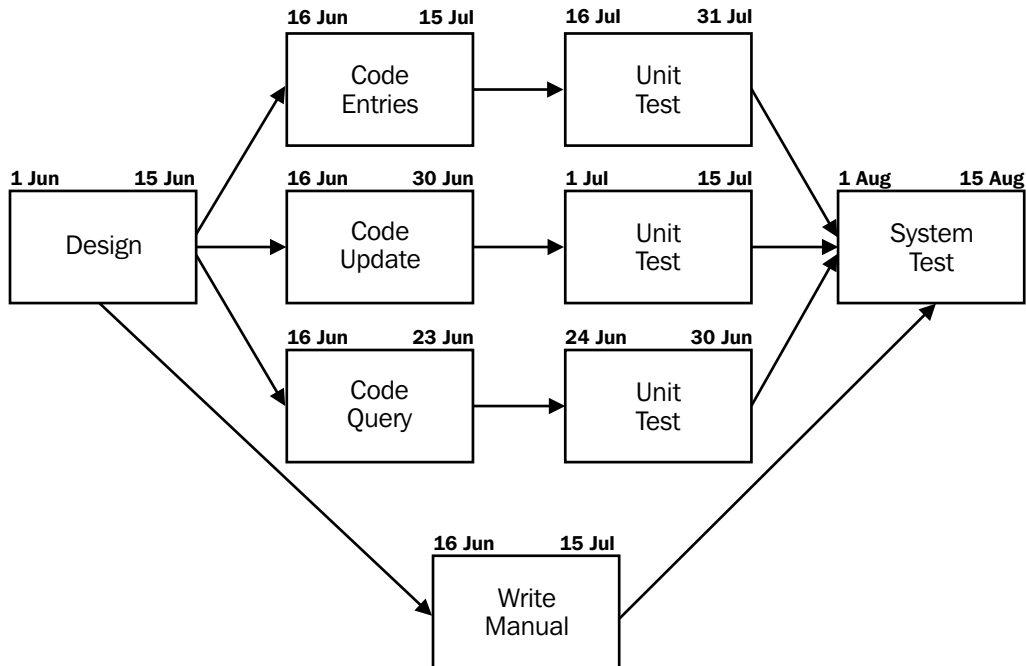 16 Jun 15 Jul 16 Jul 31 Jul
Code
Entries
Unit
Test
1 Jun 15 Jun 16 Jun 30 Jun 1 Jul 15 Jul 1 Aug 15 Aug
Design
Code
Update
Unit
Test
System
Test
16 Jun 23 Jun 24 Jun 30 Jun
Code
Query
Unit
Test
16 Jun 15 Jul
Write
Manual